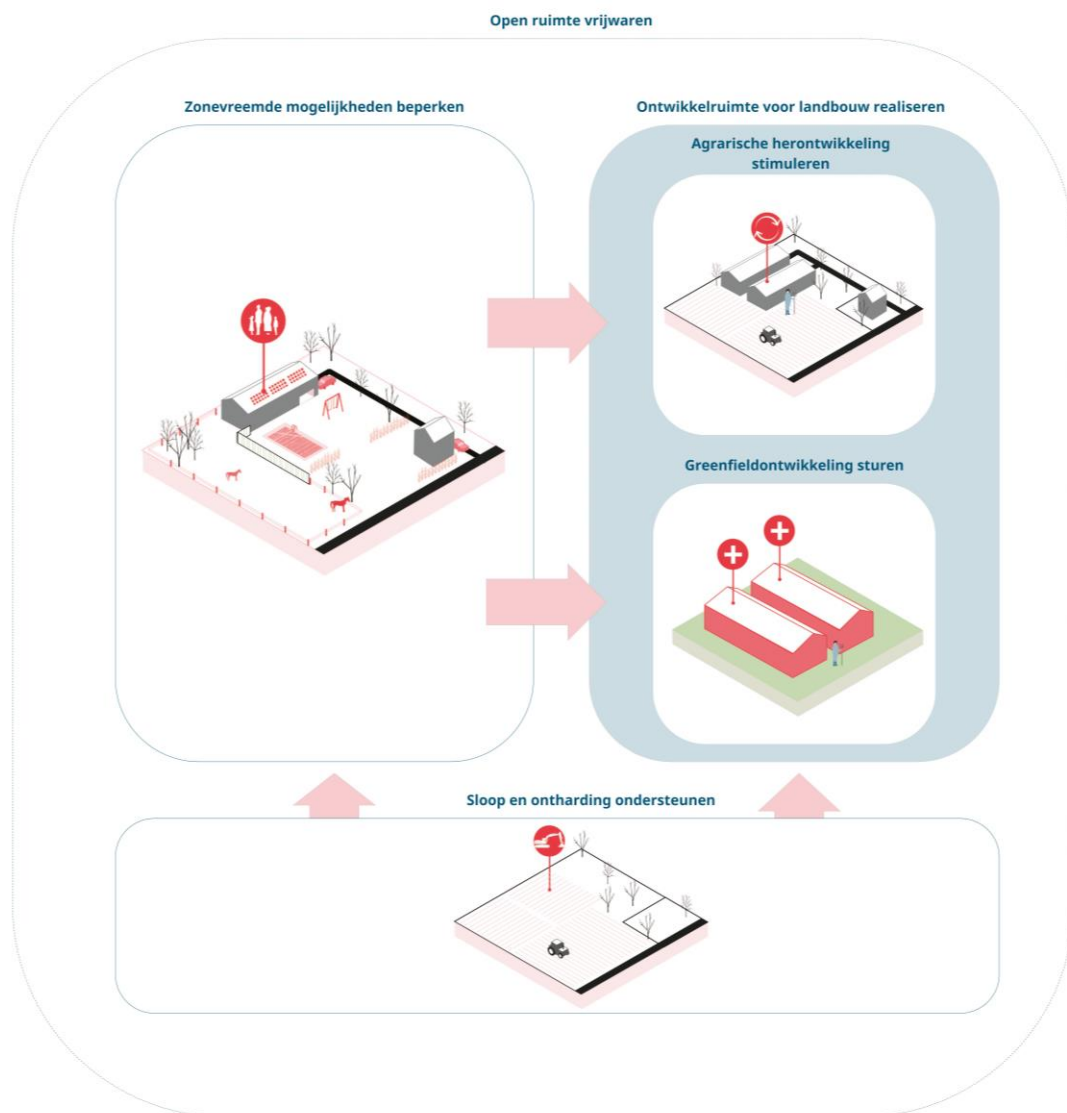 Open ruimte vrijwaren
Zonevreemde mogelijkheden beperken
Ontwikkelruimte voor landbouw realiseren
Agrarische herontwikkeling
stimuleren
Greenfieldontwikkeling sturen
Sloop en ontharding ondersteunen